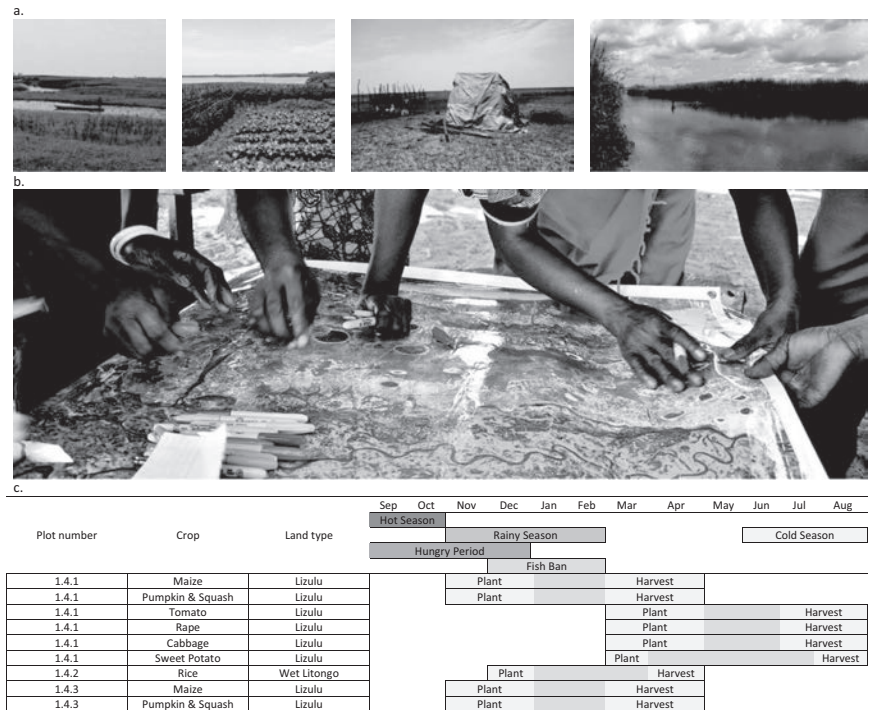 a.
b.
c.
Sep Oct Nov Dec Jan Feb Mar Apr May Jun Jul Aug
Hot Season
Plot number Crop Land type Rainy Season Cold Season
Hungry Period
Fish Ban
1.4.1 Maize Lizulu Plant Harvest
1.4.1 Pumpkin & Squash Lizulu Plant Harvest
1.4.1 Tomato Lizulu Plant Harvest
1.4.1 Rape Lizulu Plant Harvest
1.4.1 Cabbage Lizulu Plant Harvest
1.4.1 Sweet Potato Lizulu Plant Harvest
1.4.2 Rice Wet Litongo Plant Harvest
1.4.3 Maize Lizulu Plant Harvest
1.4.3 Pumpkin & Squash Lizulu Plant Harvest